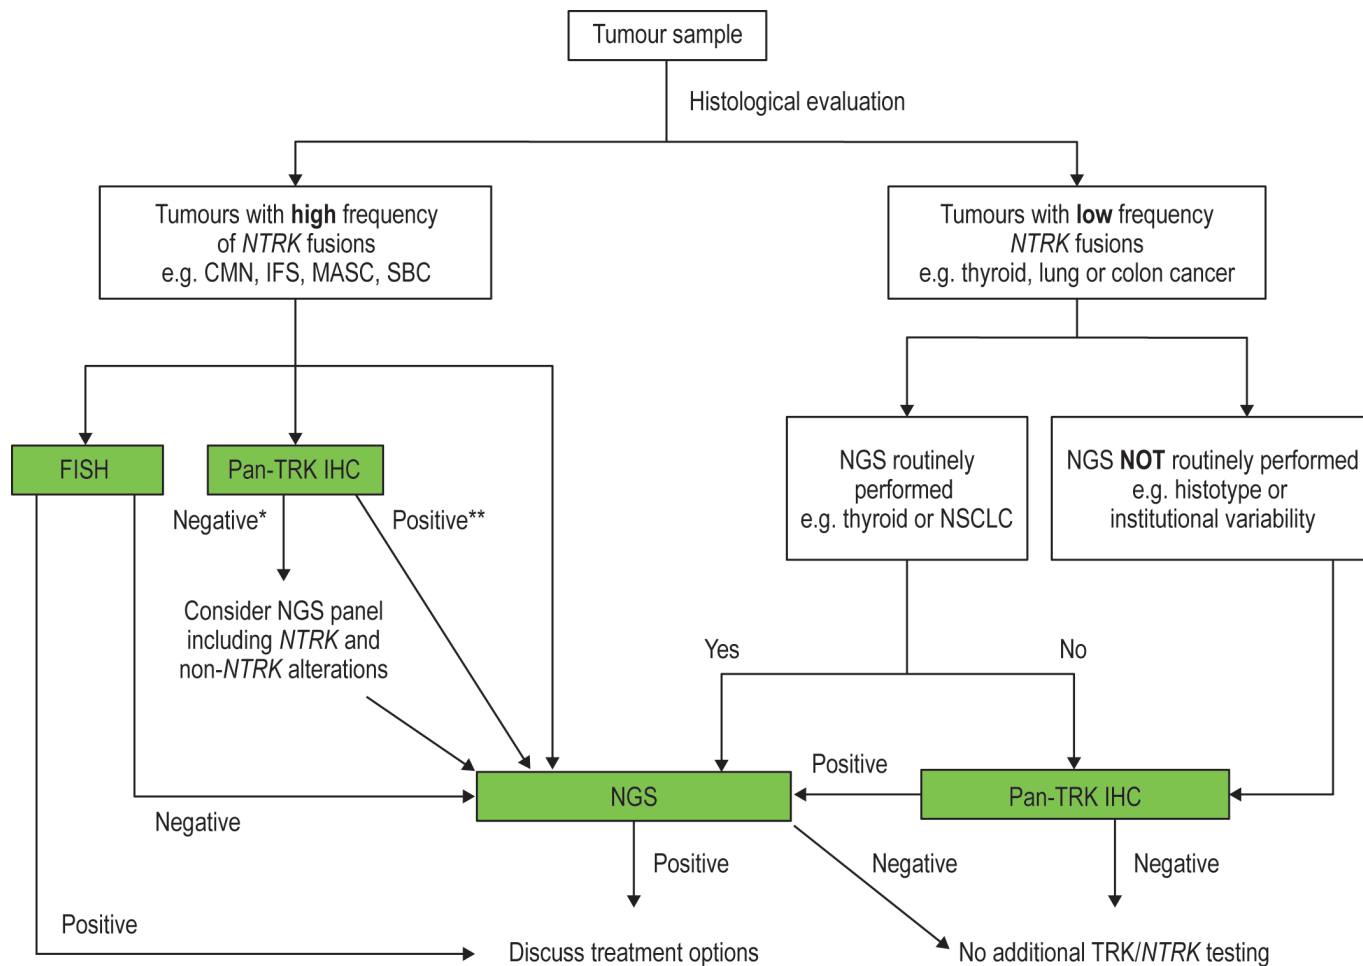 Tumour sample
Histological evaluation
Tumours with high frequency
of NTRK fusions
e.g. CMN, IFS, MASC, SBC
Tumours with low frequency
NTRK fusions
e.g. thyroid, lung or colon cancer
FISH
Pan-TRK IHC
NGS routinely
performed
e.g. thyroid or NSCLC
NGS NOT routinely performed
e.g. histotype or
institutional variability
Negative*
Positive**
Consider NGS panel
including NTRK and
non-NTRK alterations
Yes
No
Positive
NGS
Pan-TRK IHC
Negative
Positive
Negative
Negative
Positive
Discuss treatment options
No additional TRK/NTRK testing